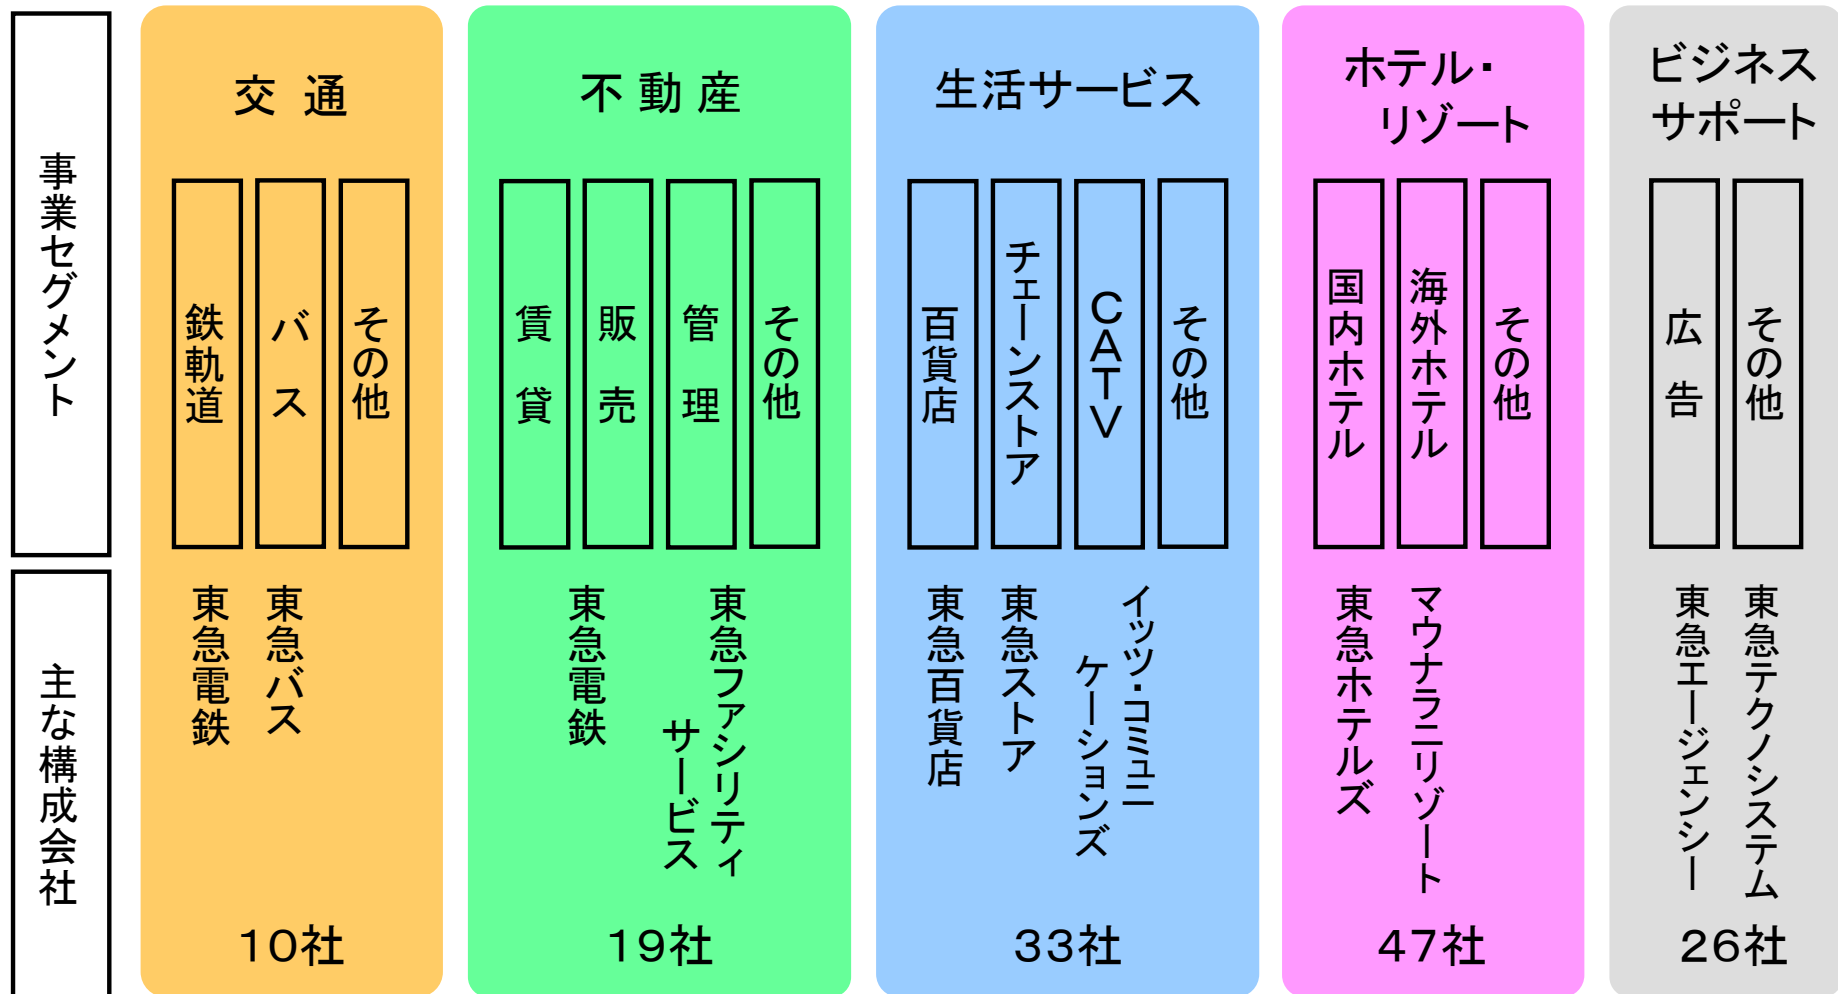 事業セグメント
交通
鉄軌道
バス
その他
不動産
賃貸
販売
管理
その他
生活サービス
百貨店
チェーンストア
CATV
その他
ホテル・
リゾート
国内ホテル
海外ホテル
その他
ビジネス
サポート
広告
その他
主な構成会社
東急電鉄
東急バス
10社
東急電鉄
東急ファシリティ
サービス
19社
東急百貨店
東急ストア
イッツ・コミュニ
ケーションズ
33社
東急ホテルズ
マウナラニリゾート
47社
東急エージェンシー
東急テクノシステム
26社